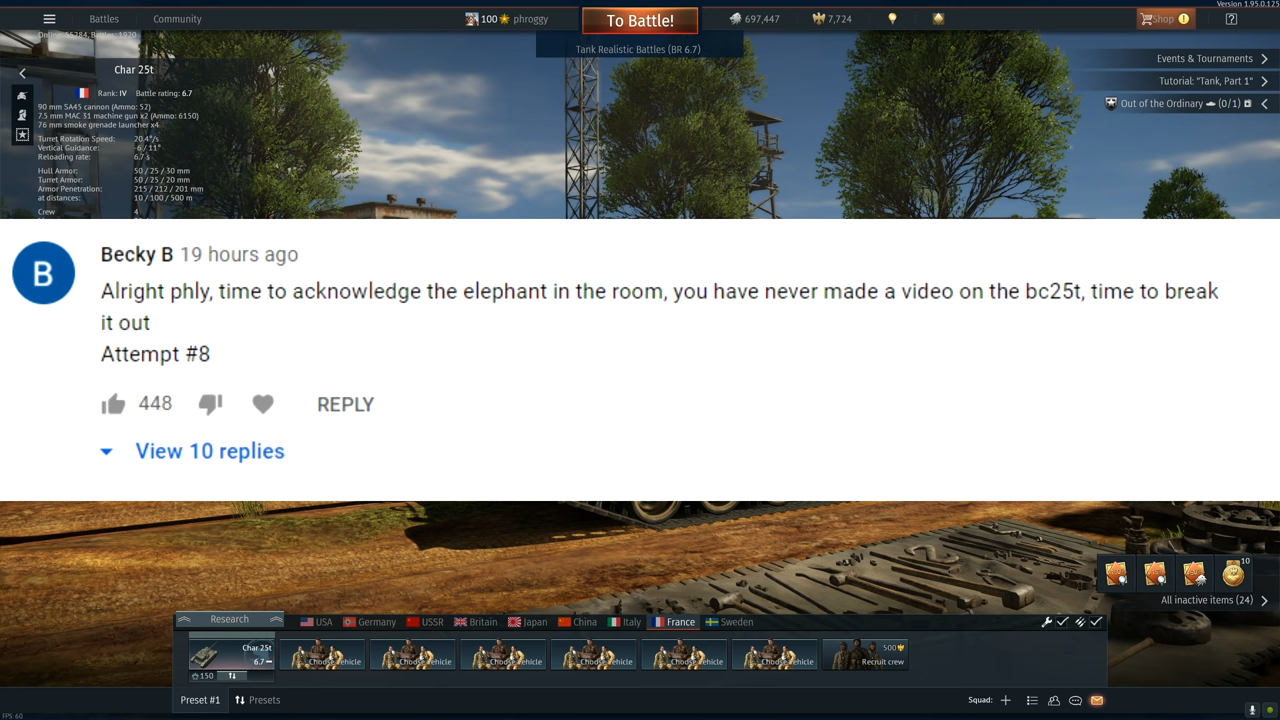 Version 1.95.0.125
Battles
Community
100 phroggy
To Battle!
697,447
7,724
Shop
Online: 55284, Battles: 1920
Tank Realistic Battles (BR 6.7)
Events & Tournaments
Char 25t
Tutorial: "Tank, Part 1"
Rank: IV Battle rating: 6.7
Out of the Ordinary (0/1)
90 mm SA45 cannon (Ammo: 52)
7.5 mm MAC 31 machine gun x2 (Ammo: 6150)
76 mm smoke grenade launcher x4
Turret Rotation Speed: 20.4°/s
Vertical Guidance: -6 / 11°
Reloading rate: 6.7 s
Hull Armor: 50 / 25 / 30 mm
Turret Armor: 50 / 25 / 20 mm
Armor Penetration: 215 / 212 / 201 mm
at distances: 10 / 100 / 500 m
Crew 4
B
Becky B 19 hours ago
Alright phly, time to acknowledge the elephant in the room, you have never made a video on the bc25t, time to break
it out
Attempt #8
448 REPLY
View 10 replies
10
All inactive items (24)
Research USA Germany USSR Britain Japan China Italy France Sweden
Char 25t
6.7
150
Choose vehicle
Choose vehicle
Choose vehicle
Choose vehicle
Choose vehicle
Choose vehicle
500
Recruit crew
Preset #1
Presets
Squad:
FPS: 60